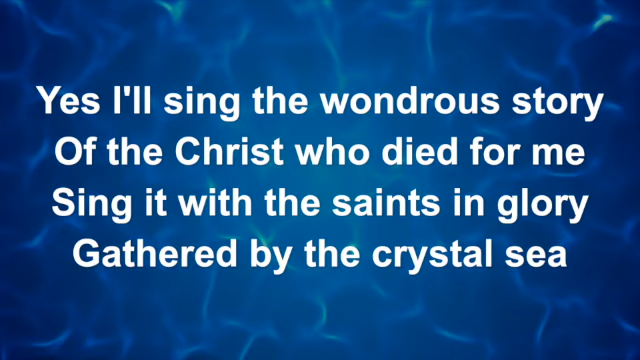 Yes I'll sing the wondrous story
Of the Christ who died for me
Sing it with the saints in glory
Gathered by the crystal sea